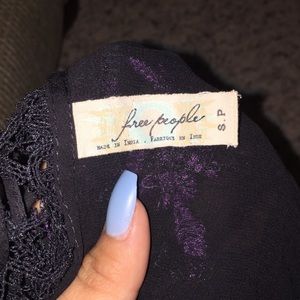 free people
MADE IN INDIA . FABRIQUE EN INDE
S.P